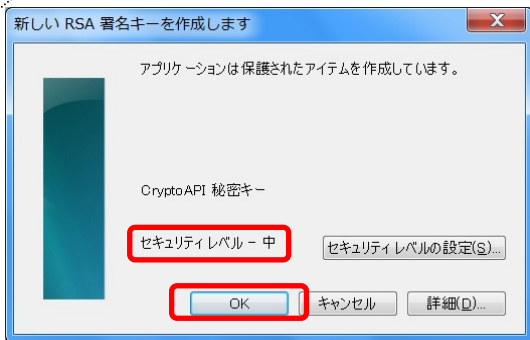 新しい RSA 署名キーを作成します
アプリケーションは保護されたアイテムを作成しています。
CryptoAPI 秘密キー
セキュリティレベル - 中
セキュリティレベルの設定(S)...
OK
キャンセル
詳細(D)...